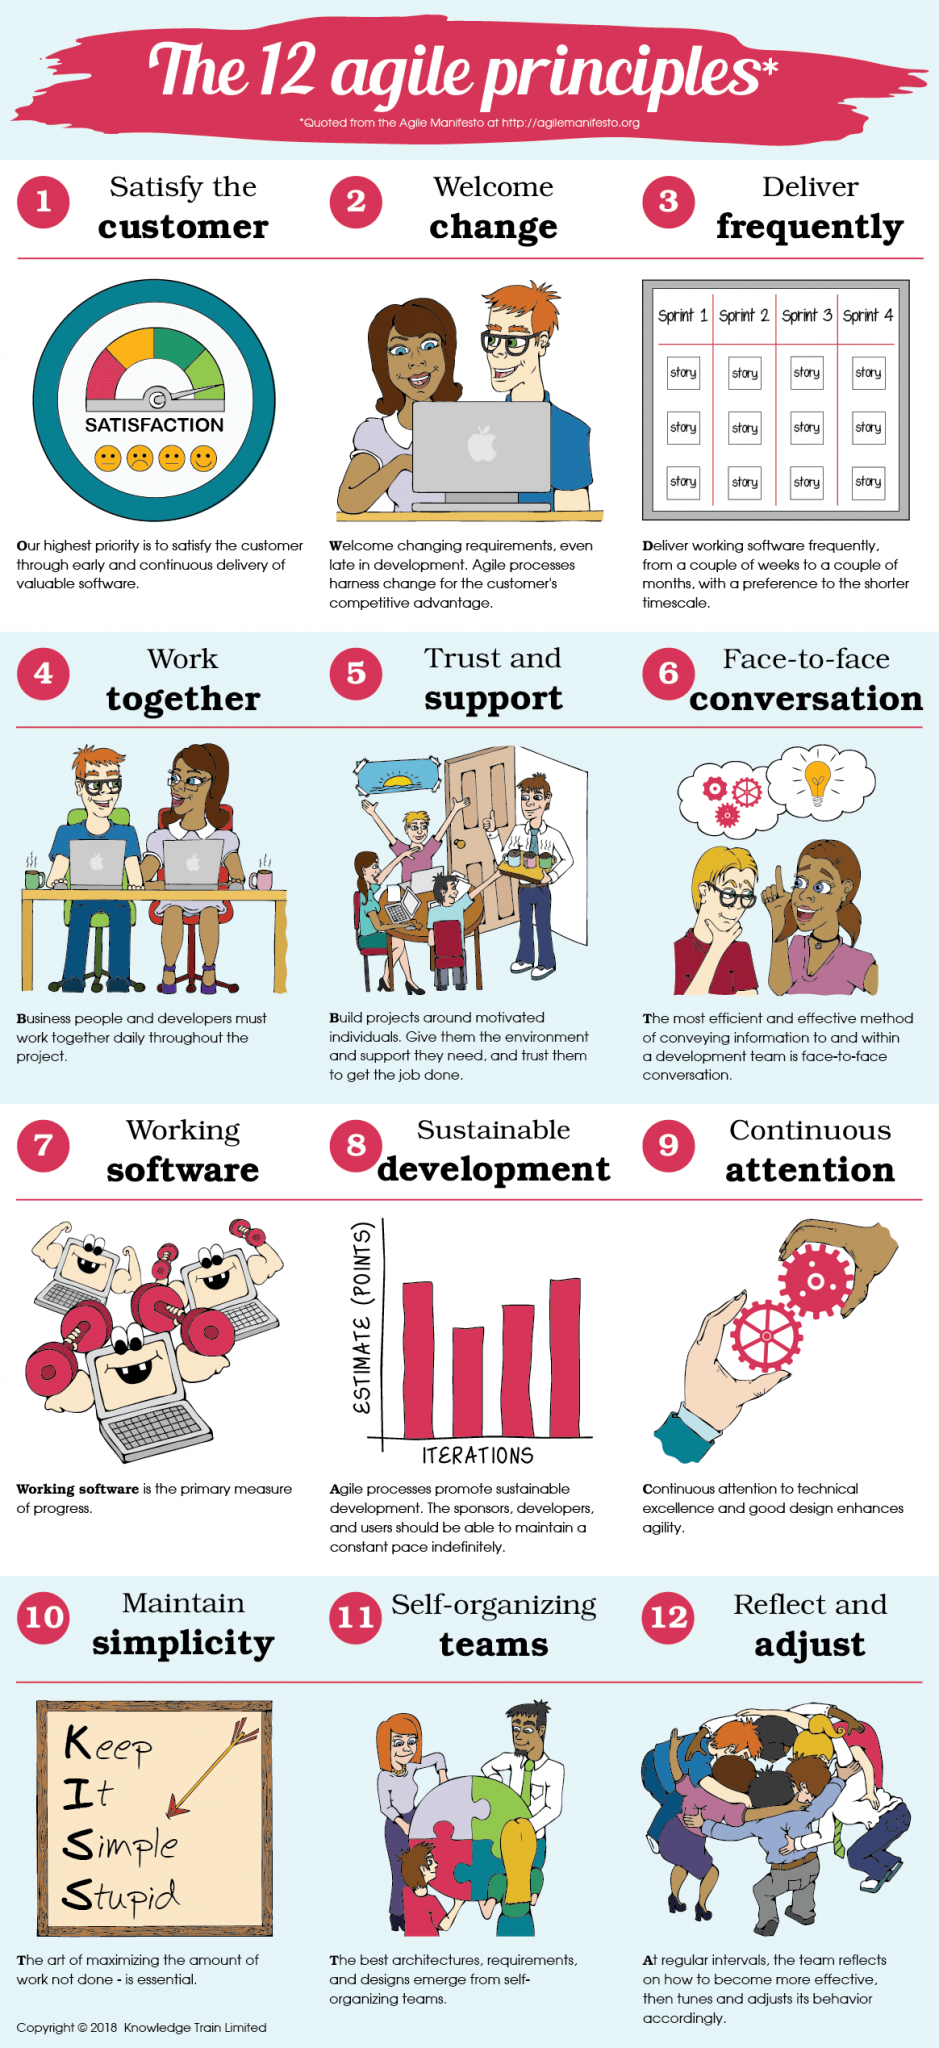 The 12 agile principles*
*Quoted from the Agile Manifesto at http://agilemanifesto.org
1
Satisfy the
customer
SATISFACTION
Our highest priority is to satisfy the customer
through early and continuous delivery of
valuable software.
2
Welcome
change
Welcome changing requirements, even
late in development. Agile processes
harness change for the customer's
competitive advantage.
3
Deliver
frequently
Sprint 1 Sprint 2 Sprint 3 Sprint 4
story story story story
story story story story
story story story story
Deliver working software frequently,
from a couple of weeks to a couple of
months, with a preference to the shorter
timescale.
4
Work
together
Business people and developers must
work together daily throughout the
project.
5
Trust and
support
Build projects around motivated
individuals. Give them the environment
and support they need, and trust them
to get the job done.
6
Face-to-face
conversation
The most efficient and effective method
of conveying information to and within
a development team is face-to-face
conversation.
7
Working
software
Working software is the primary measure
of progress.
8
Sustainable
development
ESTIMATE (POINTS)
ITERATIONS
Agile processes promote sustainable
development. The sponsors, developers,
and users should be able to maintain a
constant pace indefinitely.
9
Continuous
attention
Continuous attention to technical
excellence and good design enhances
agility.
10
Maintain
simplicity
Keep
It
Simple
Stupid
The art of maximizing the amount of
work not done - is essential.
11
Self-organizing
teams
The best architectures, requirements,
and designs emerge from self-
organizing teams.
12
Reflect and
adjust
At regular intervals, the team reflects
on how to become more effective,
then tunes and adjusts its behavior
accordingly.
Copyright © 2018 Knowledge Train Limited